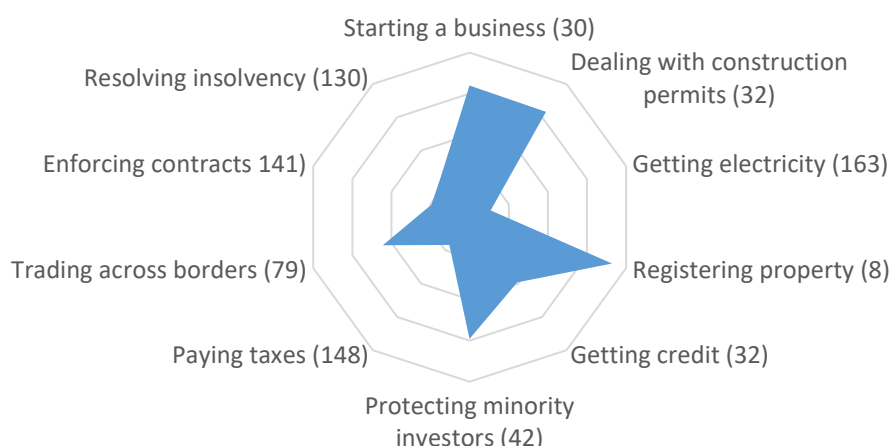 Starting a business (30)
Dealing with construction
permits (32)
Getting electricity (163)
Registering property (8)
Getting credit (32)
Protecting minority
investors (42)
Paying taxes (148)
Trading across borders (79)
Enforcing contracts 141)
Resolving insolvency (130)